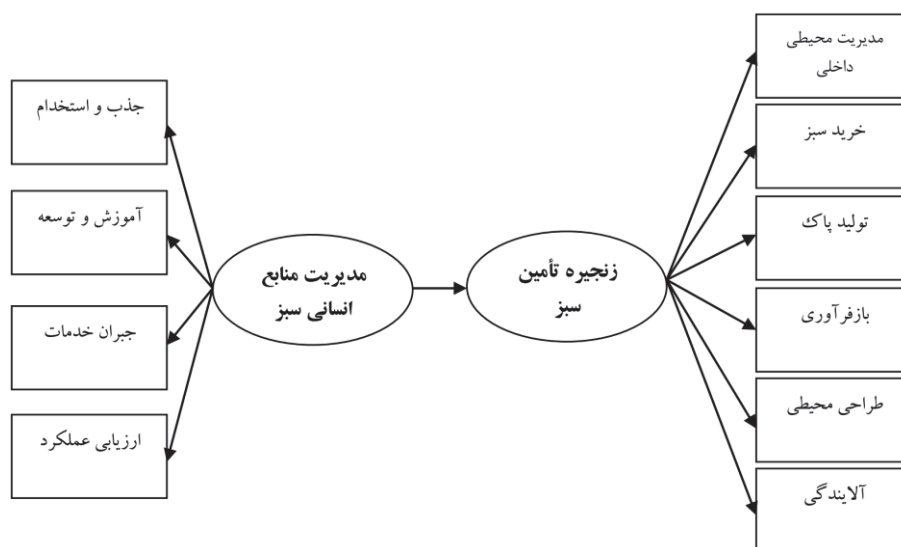 مدیریت محیطی
داخلی
خرید سبز
تولید پاک
بازفرآوری
طراحی محیطی
آلایندگی
زنجیره تأمین
سبز
مدیریت منابع
انسانی سبز
جذب و استخدام
آموزش و توسعه
جبران خدمات
ارزیابی عملکرد